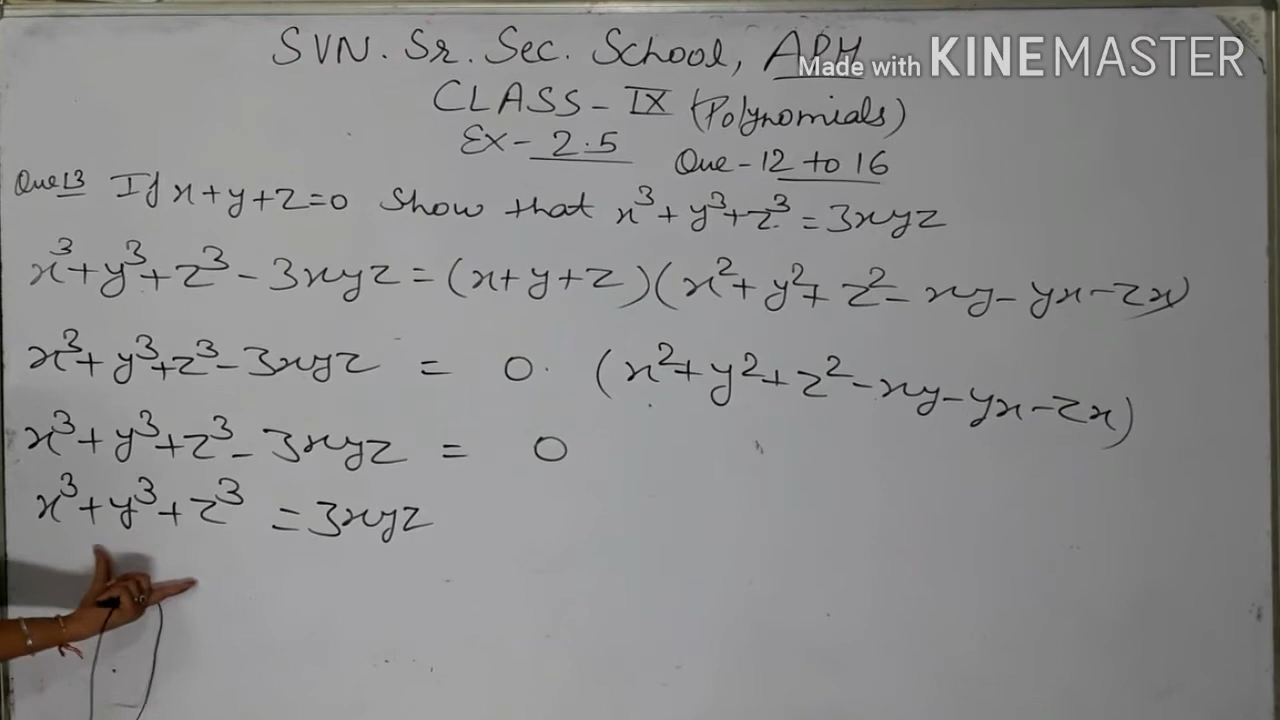 SVN. Sr. Sec. School, APH
Made with KINEMASTER
CLASS - IX (Polynomials)
Ex - 2.5 Que - 12 to 16
Que 13 If x+y+z=0 Show that x³+y³+z³=3xyz
x³+y³+z³-3xyz=(x+y+z)(x²+y²+z²-xy-yx-zx)
x³+y³+z³-3xyz = 0. (x²+y²+z²-xy-yx-zx)
x³+y³+z³-3xyz = 0
x³+y³+z³ =3xyz